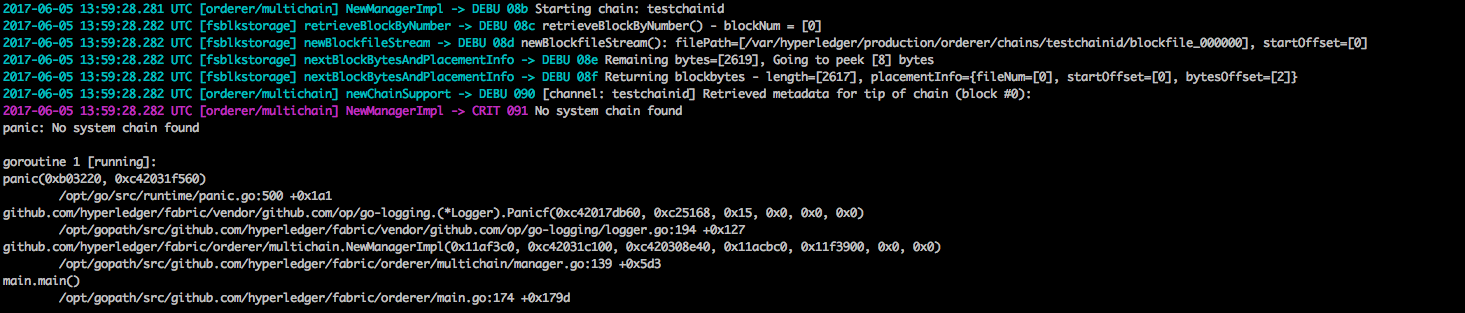 2017-06-05 13:59:28.281 UTC [orderer/multichain] NewManagerImpl -> DEBU 08b Starting chain: testchainid
2017-06-05 13:59:28.282 UTC [fsblkstorage] retrieveBlockByNumber -> DEBU 08c retrieveBlockByNumber() - blockNum = [0]
2017-06-05 13:59:28.282 UTC [fsblkstorage] newBlockfileStream -> DEBU 08d newBlockfileStream(): filePath=[/var/hyperledger/production/orderer/chains/testchainid/blockfile_000000], startOffset=[0]
2017-06-05 13:59:28.282 UTC [fsblkstorage] nextBlockBytesAndPlacementInfo -> DEBU 08e Remaining bytes=[2619], Going to peek [8] bytes
2017-06-05 13:59:28.282 UTC [fsblkstorage] nextBlockBytesAndPlacementInfo -> DEBU 08f Returning blockbytes - length=[2617], placementInfo={fileNum=[0], startOffset=[0], bytesOffset=[2]}
2017-06-05 13:59:28.282 UTC [orderer/multichain] newChainSupport -> DEBU 090 [channel: testchainid] Retrieved metadata for tip of chain (block #0):
2017-06-05 13:59:28.282 UTC [orderer/multichain] NewManagerImpl -> CRIT 091 No system chain found
panic: No system chain found
goroutine 1 [running]:
panic(0xb03220, 0xc42031f560)
/opt/go/src/runtime/panic.go:500 +0x1a1
github.com/hyperledger/fabric/vendor/github.com/op/go-logging.(*Logger).Panicf(0xc42017db60, 0xc25168, 0x15, 0x0, 0x0, 0x0)
/opt/gopath/src/github.com/hyperledger/fabric/vendor/github.com/op/go-logging/logger.go:194 +0x127
github.com/hyperledger/fabric/orderer/multichain.NewManagerImpl(0x11af3c0, 0xc42031c100, 0xc420308e40, 0x11acbc0, 0x11f3900, 0x0, 0x0)
/opt/gopath/src/github.com/hyperledger/fabric/orderer/multichain/manager.go:139 +0x5d3
main.main()
/opt/gopath/src/github.com/hyperledger/fabric/orderer/main.go:174 +0x179d